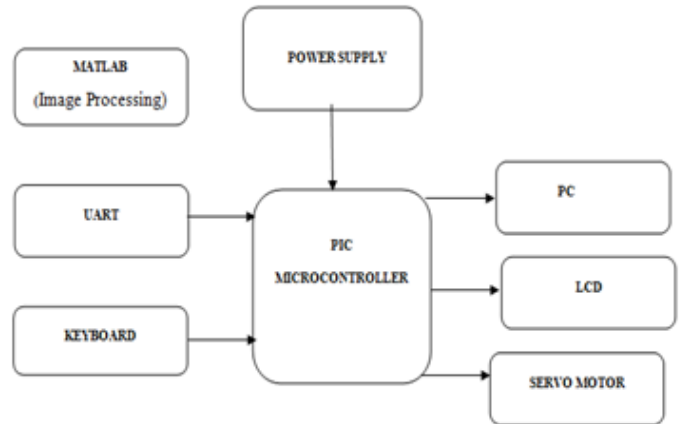 MATLAB
(Image Processing)
POWER SUPPLY
UART
PIC
MICROCONTROLLER
PC
LCD
KEYBOARD
SERVO MOTOR